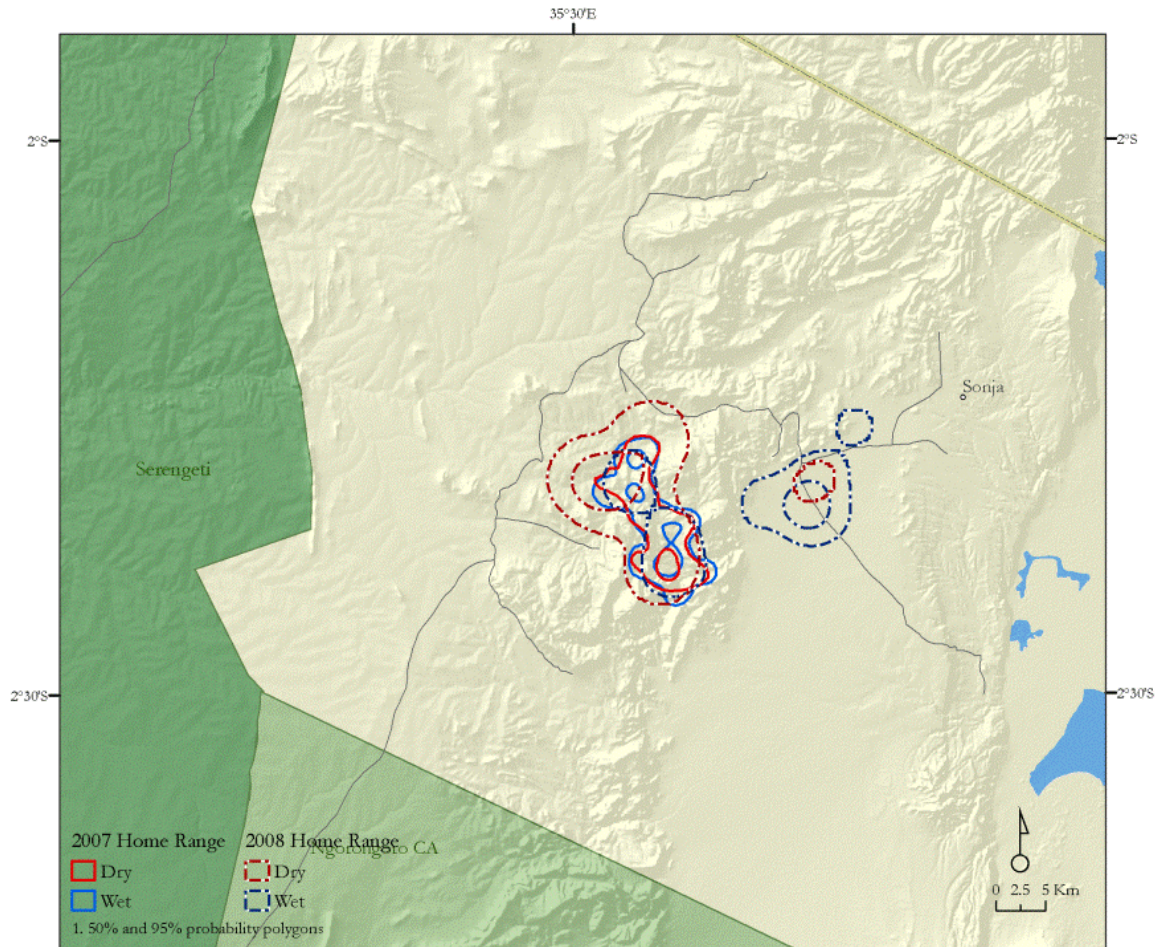 35°30'E
2°S
2°S
Sonja
Serengeti
2°30'S
2°30'S
2007 Home Range
2008 Home Range
Ngorongoro CA
Dry
Dry
Wet
Wet
0 2.5 5 Km
1. 50% and 95% probability polygons